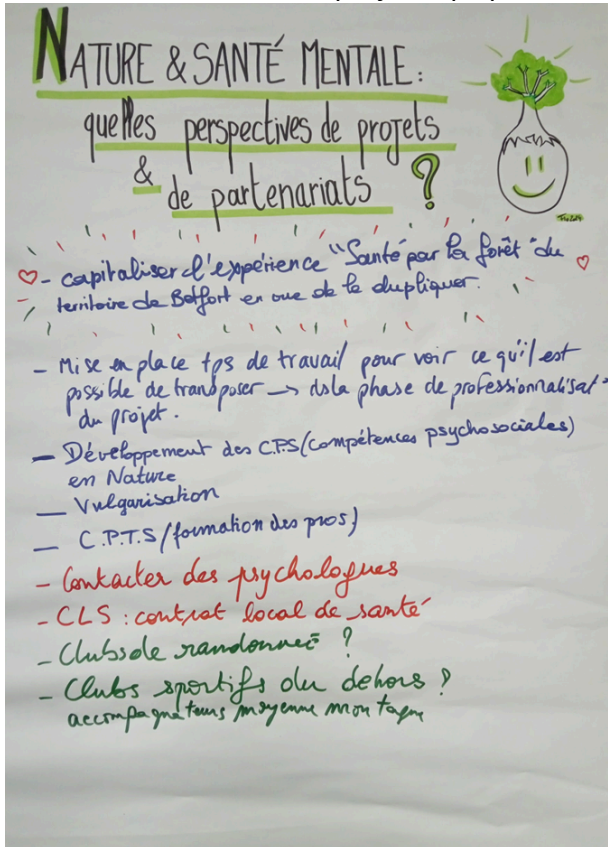 NATURE & SANTÉ MENTALE :
quelles perspectives de projets
& de partenariats ?
- capitaliser l'expérience "Santé par la forêt" du
territoire de Belfort en vue de la dupliquer.
- Mise en place tps de travail pour voir ce qu'il est
possible de transposer → ds la phase de professionnalisat°
du projet.
- Développement des C.P.S (compétences psychosociales)
en Nature
- Vulgarisation
- C.P.T.S / formation des pros)
- Contacter des psychologues
- CLS : contrat local de santé
- Clubs de randonnée ?
- Clubs sportifs du dehors ?
accompagnateurs moyenne montagne